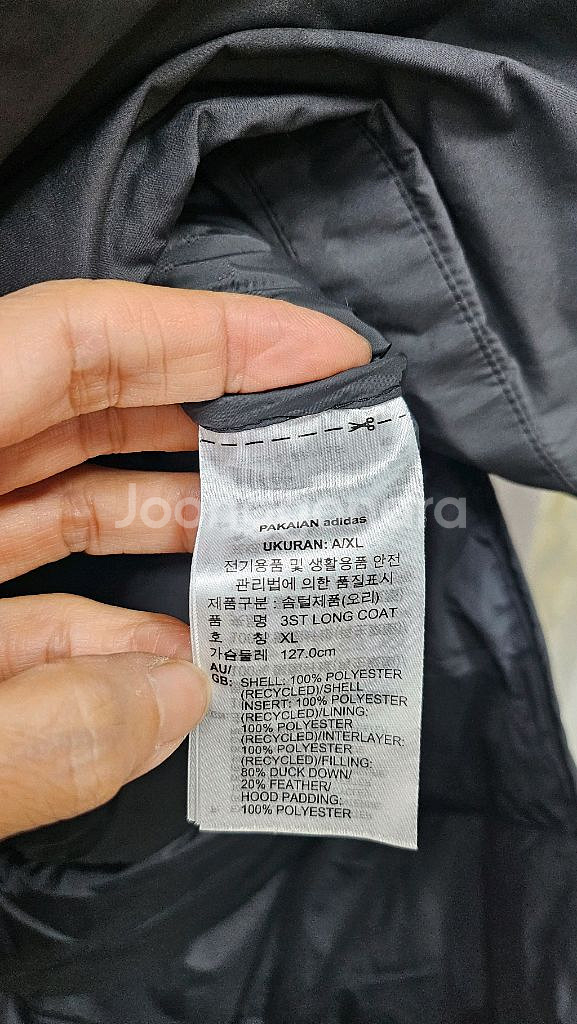 PAKAIAN adidas
UKURAN: A/XL
전기용품 및 생활용품 안전
관리법에 의한 품질표시
제품구분 : 솜털제품(오리)
품 명 3ST LONG COAT
호 칭 XL
가슴둘레 127.0cm
AU/
GB: SHELL: 100% POLYESTER
(RECYCLED)/SHELL
INSERT: 100% POLYESTER
(RECYCLED)/LINING:
100% POLYESTER
(RECYCLED)/INTERLAYER:
100% POLYESTER
(RECYCLED)/FILLING:
80% DUCK DOWN/
20% FEATHER/
HOOD PADDING:
100% POLYESTER